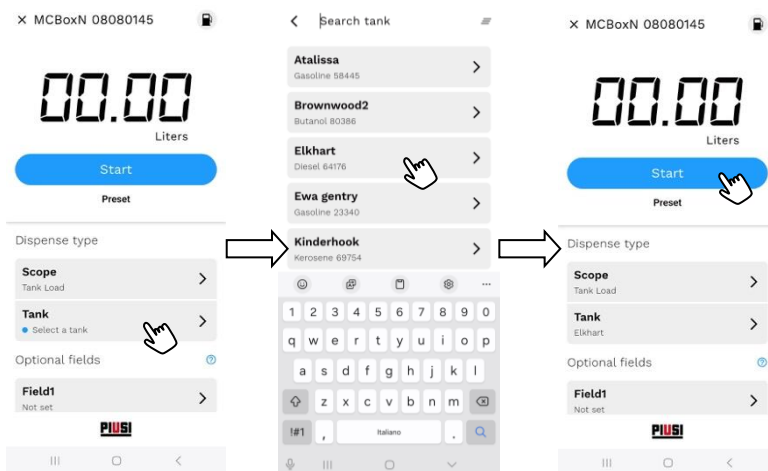 × MCBoxN 08080145
00.00
Liters
Start
Preset
Dispense type
Scope
Tank Load
Tank
Select a tank
Optional fields
Field1
Not set
PIUSI
Search tank
Atalissa
Gasoline 58445
Brownwood2
Butanol 80386
Elkhart
Diesel 64176
Ewa gentry
Gasoline 23340
Kinderhook
Kerosene 69754
1 2 3 4 5 6 7 8 9 0
q w e r t y u i o p
a s d f g h j k l
z x c v b n m
!#1 , Italiano .
× MCBoxN 08080145
00.00
Liters
Start
Preset
Dispense type
Scope
Tank Load
Tank
Elkhart
Optional fields
Field1
Not set
PIUSI